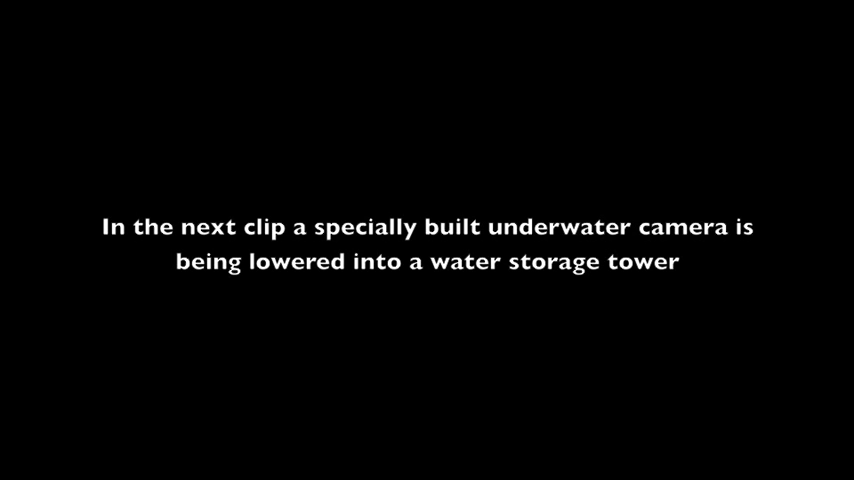 In the next clip a specially built underwater camera is
being lowered into a water storage tower